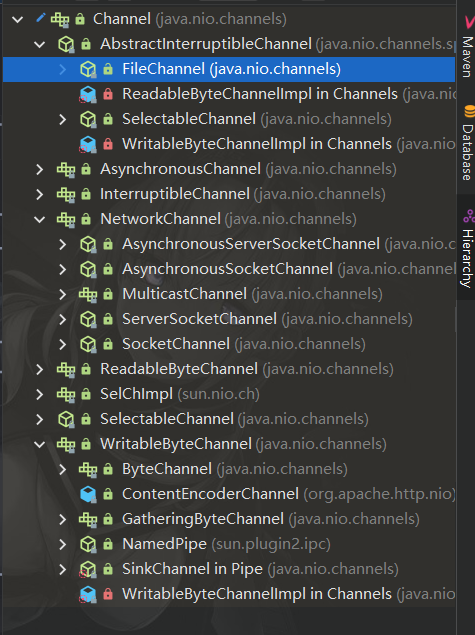 Channel (java.nio.channels)
AbstractInterruptibleChannel (java.nio.channels.sp
FileChannel (java.nio.channels)
ReadableByteChannelImpl in Channels (java.nio
SelectableChannel (java.nio.channels)
WritableByteChannelImpl in Channels (java.nio.
AsynchronousChannel (java.nio.channels)
InterruptibleChannel (java.nio.channels)
NetworkChannel (java.nio.channels)
AsynchronousServerSocketChannel (java.nio.c
AsynchronousSocketChannel (java.nio.channel
MulticastChannel (java.nio.channels)
ServerSocketChannel (java.nio.channels)
SocketChannel (java.nio.channels)
ReadableByteChannel (java.nio.channels)
SelChImpl (sun.nio.ch)
SelectableChannel (java.nio.channels)
WritableByteChannel (java.nio.channels)
ByteChannel (java.nio.channels)
ContentEncoderChannel (org.apache.http.nio)
GatheringByteChannel (java.nio.channels)
NamedPipe (sun.plugin2.ipc)
SinkChannel in Pipe (java.nio.channels)
WritableByteChannelImpl in Channels (java.nio.
Maven
Database
Hierarchy